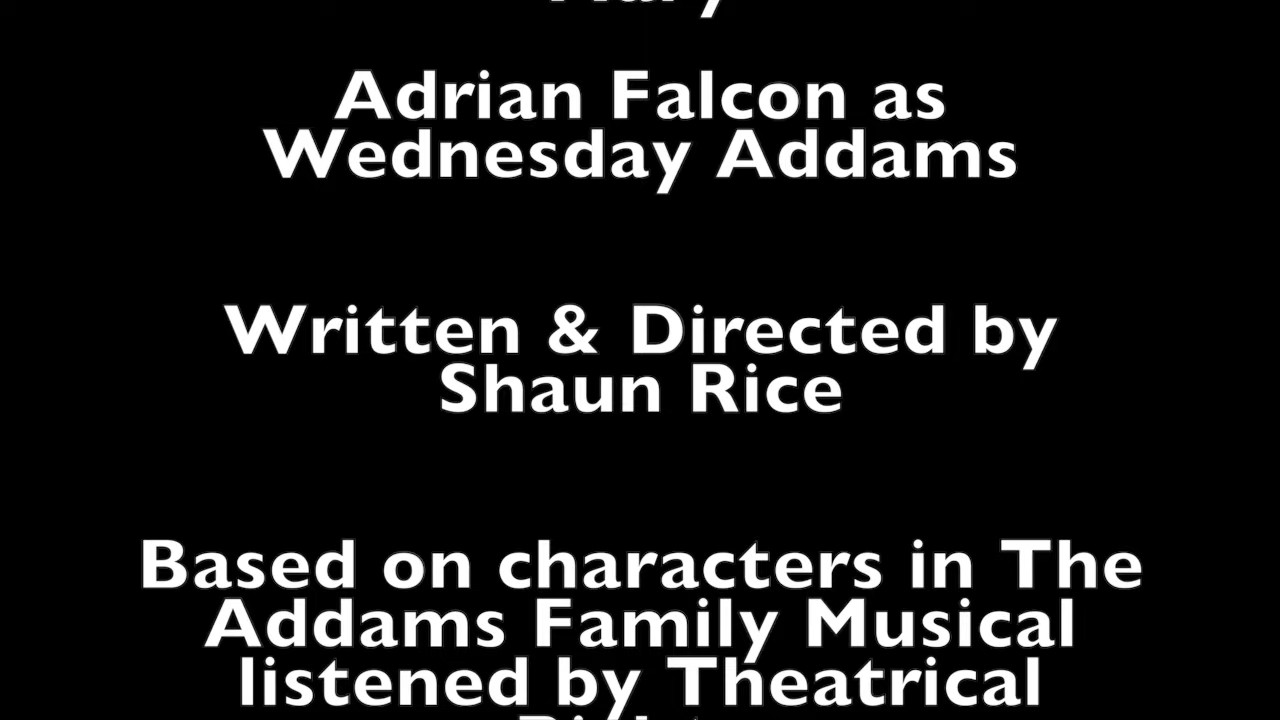 Adrian Falcon as
Wednesday Addams
Written & Directed by
Shaun Rice
Based on characters in The
Addams Family Musical
listened by Theatrical